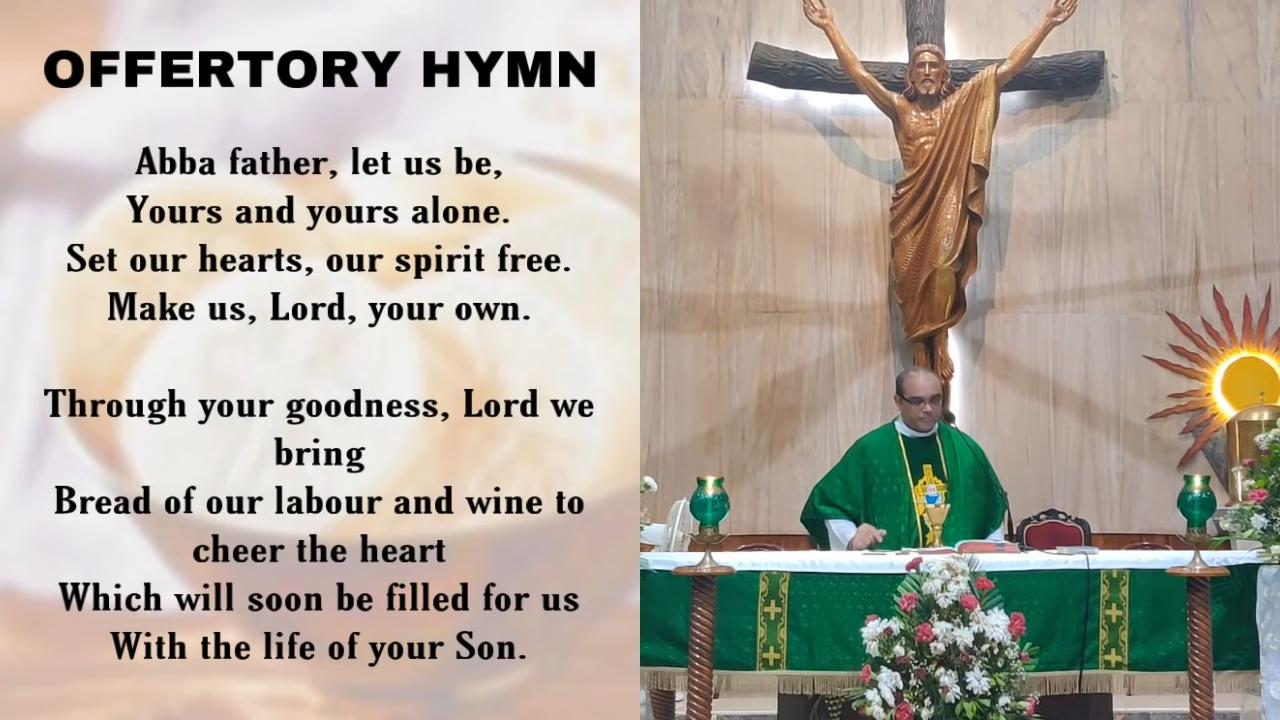 OFFERTORY HYMN
Abba father, let us be,
Yours and yours alone.
Set our hearts, our spirit free.
Make us, Lord, your own.
Through your goodness, Lord we
bring
Bread of our labour and wine to
cheer the heart
Which will soon be filled for us
With the life of your Son.